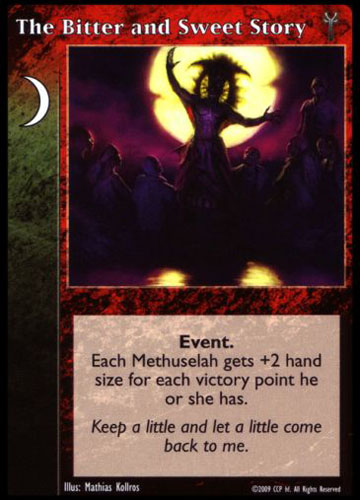 The Bitter and Sweet Story
Event.
Each Methuselah gets +2 hand
size for each victory point he
or she has.
Keep a little and let a little come
back to me.
Illus: Mathias Kollros
©2009 CCP hf. All Rights Reserved